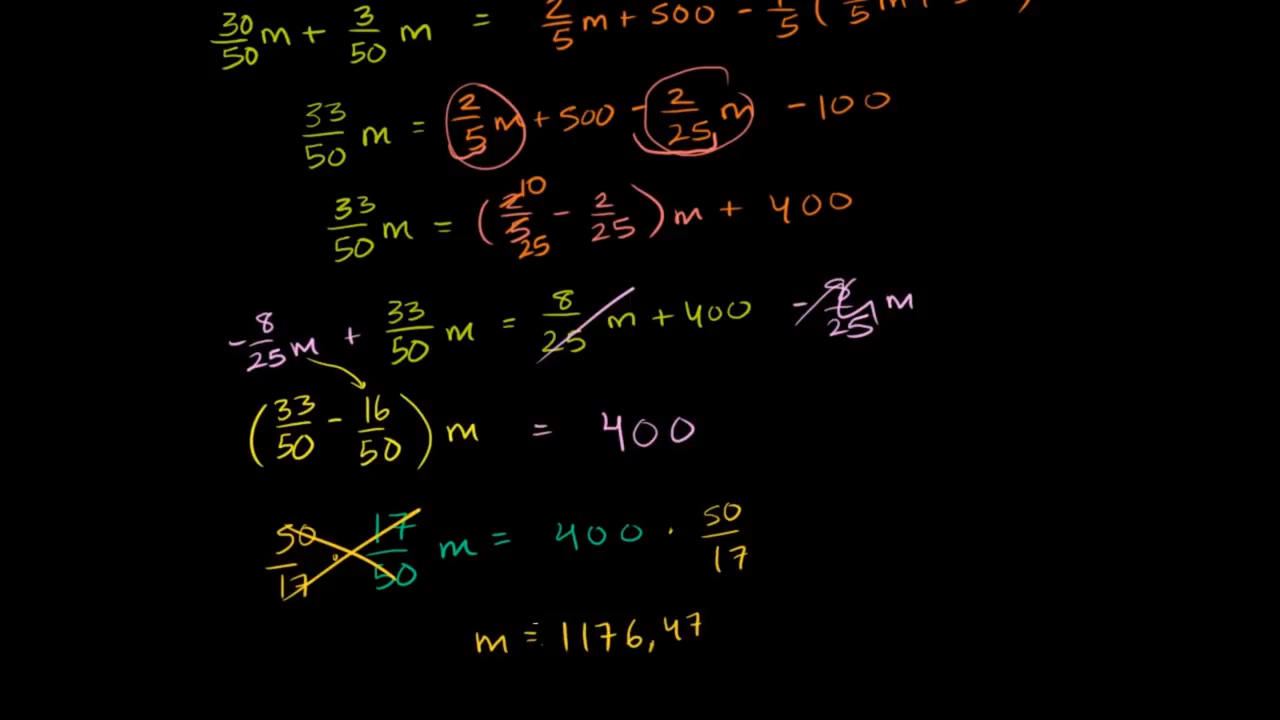 30/50 m + 3/50 m = 2/5 m + 500 - 1/5 (
33/50 m = 2/5 m + 500 - 2/25 m - 100
33/50 m = (2/5 10/25 - 2/25) m + 400
-8/25 m + 33/50 m = 8/25 m + 400 - 8/25 m
(33/50 - 16/50) m = 400
50/17 · 17/50 m = 400 · 50/17
m = 1176,47